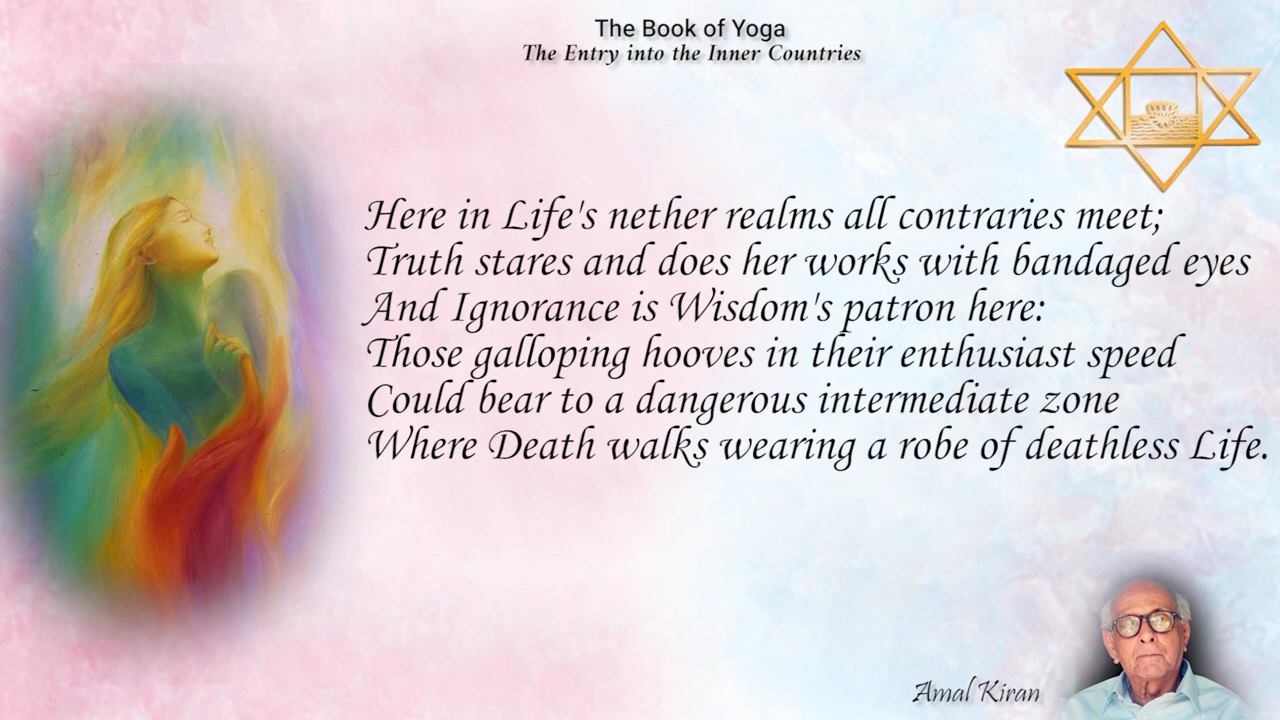 The Book of Yoga
The Entry into the Inner Countries
Here in Life's nether realms all contraries meet;
Truth stares and does her works with bandaged eyes
And Ignorance is Wisdom's patron here:
Those galloping hooves in their enthusiast speed
Could bear to a dangerous intermediate zone
Where Death walks wearing a robe of deathless Life.
Amal Kiran